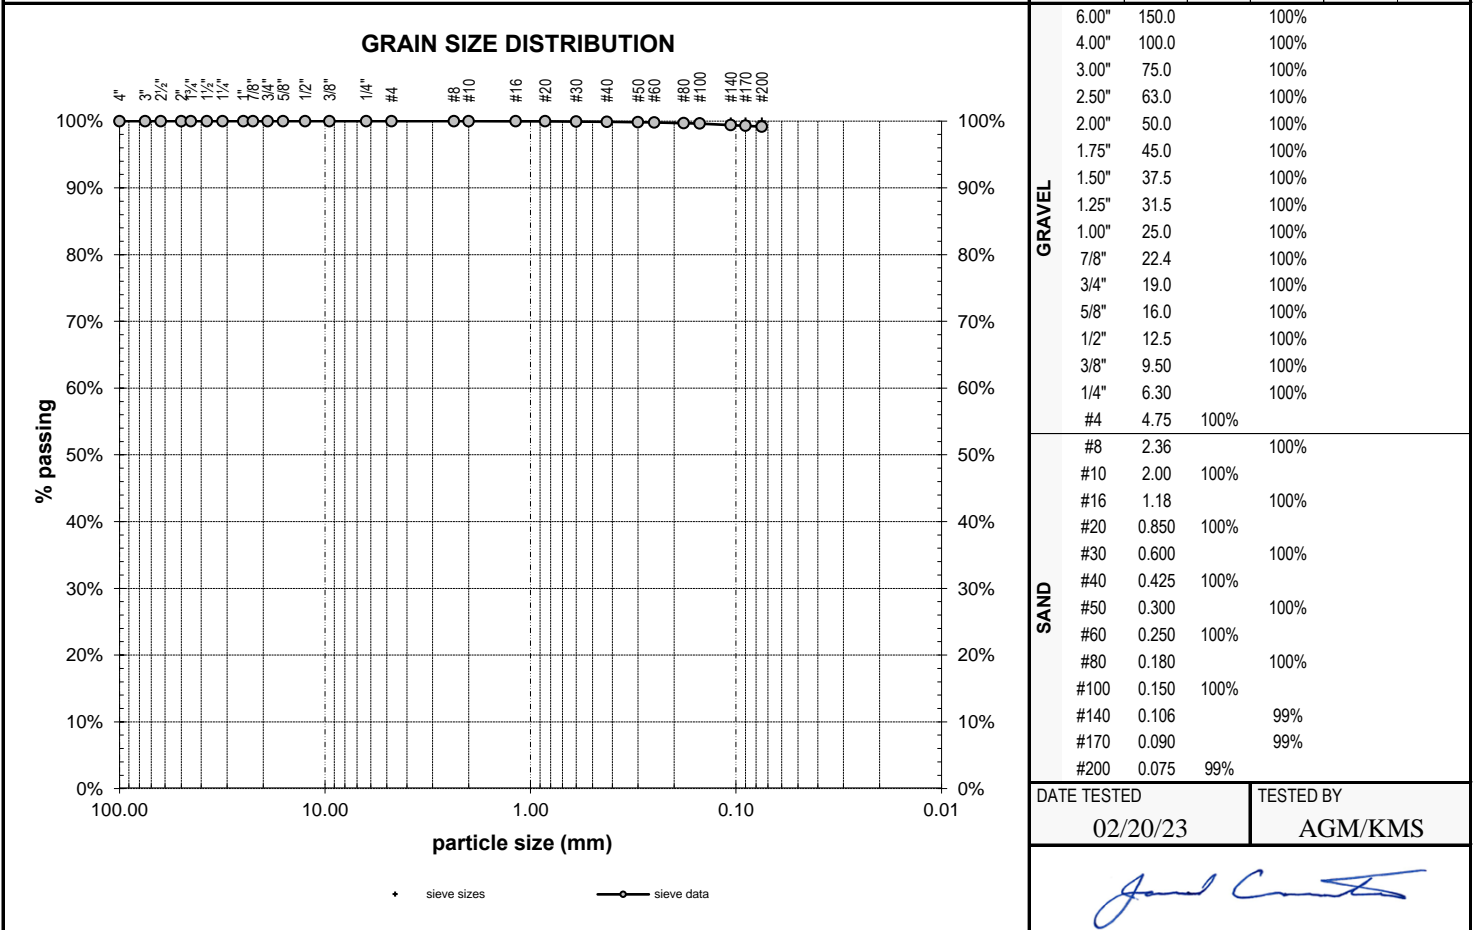 GRAIN SIZE DISTRIBUTION
4" 3" 2½" 2" 1¾" 1½" 1¼" 1" 7/8" 3/4" 5/8" 1/2" 3/8" 1/4" #4 #8 #10 #16 #20 #30 #40 #50 #60 #80 #100 #140 #170 #200
100% 100%
90% 90%
80% 80%
70% 70%
60% 60%
50% 50%
40% 40%
30% 30%
20% 20%
10% 10%
0% 0%
% passing
100.00 10.00 1.00 0.10 0.01
particle size (mm)
sieve sizes sieve data
GRAVEL
6.00" 150.0 100%
4.00" 100.0 100%
3.00" 75.0 100%
2.50" 63.0 100%
2.00" 50.0 100%
1.75" 45.0 100%
1.50" 37.5 100%
1.25" 31.5 100%
1.00" 25.0 100%
7/8" 22.4 100%
3/4" 19.0 100%
5/8" 16.0 100%
1/2" 12.5 100%
3/8" 9.50 100%
1/4" 6.30 100%
#4 4.75 100%
SAND
#8 2.36 100%
#10 2.00 100%
#16 1.18 100%
#20 0.850 100%
#30 0.600 100%
#40 0.425 100%
#50 0.300 100%
#60 0.250 100%
#80 0.180 100%
#100 0.150 100%
#140 0.106 99%
#170 0.090 99%
#200 0.075 99%
DATE TESTED TESTED BY
02/20/23 AGM/KMS